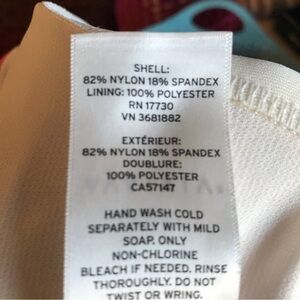 SHELL:
82% NYLON 18% SPANDEX
LINING: 100% POLYESTER
RN 17730
VN 3681882
EXTÉRIEUR:
82% NYLON 18% SPANDEX
DOUBLURE:
100% POLYESTER
CA57147
HAND WASH COLD
SEPARATELY WITH MILD
SOAP. ONLY
NON-CHLORINE
BLEACH IF NEEDED. RINSE
THOROUGHLY. DO NOT
TWIST OR WRING.